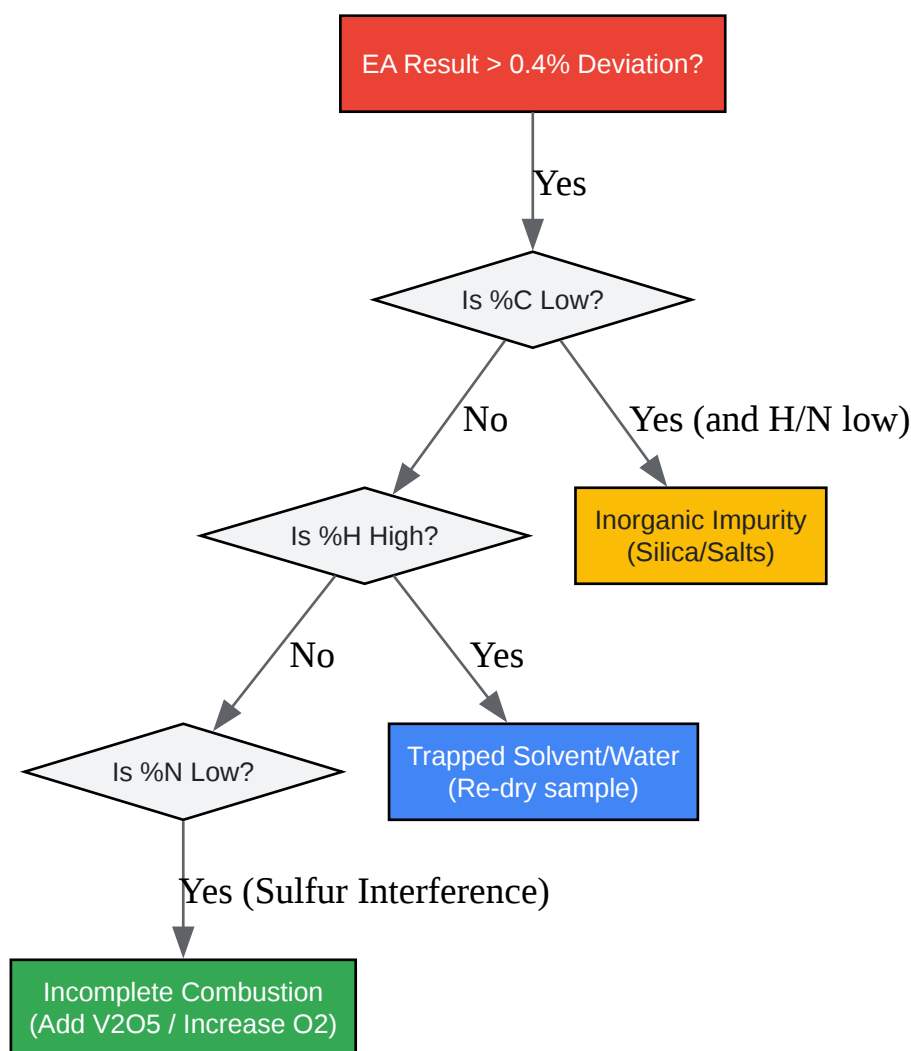 EA Result > 0.4% Deviation?
Yes
Is %C Low?
No
Yes (and H/N low)
Is %H High?
Inorganic Impurity
(Silica/Salts)
No
Yes
Is %N Low?
Trapped Solvent/Water
(Re-dry sample)
Yes (Sulfur Interference)
Incomplete Combustion
(Add V2O5 / Increase O2)